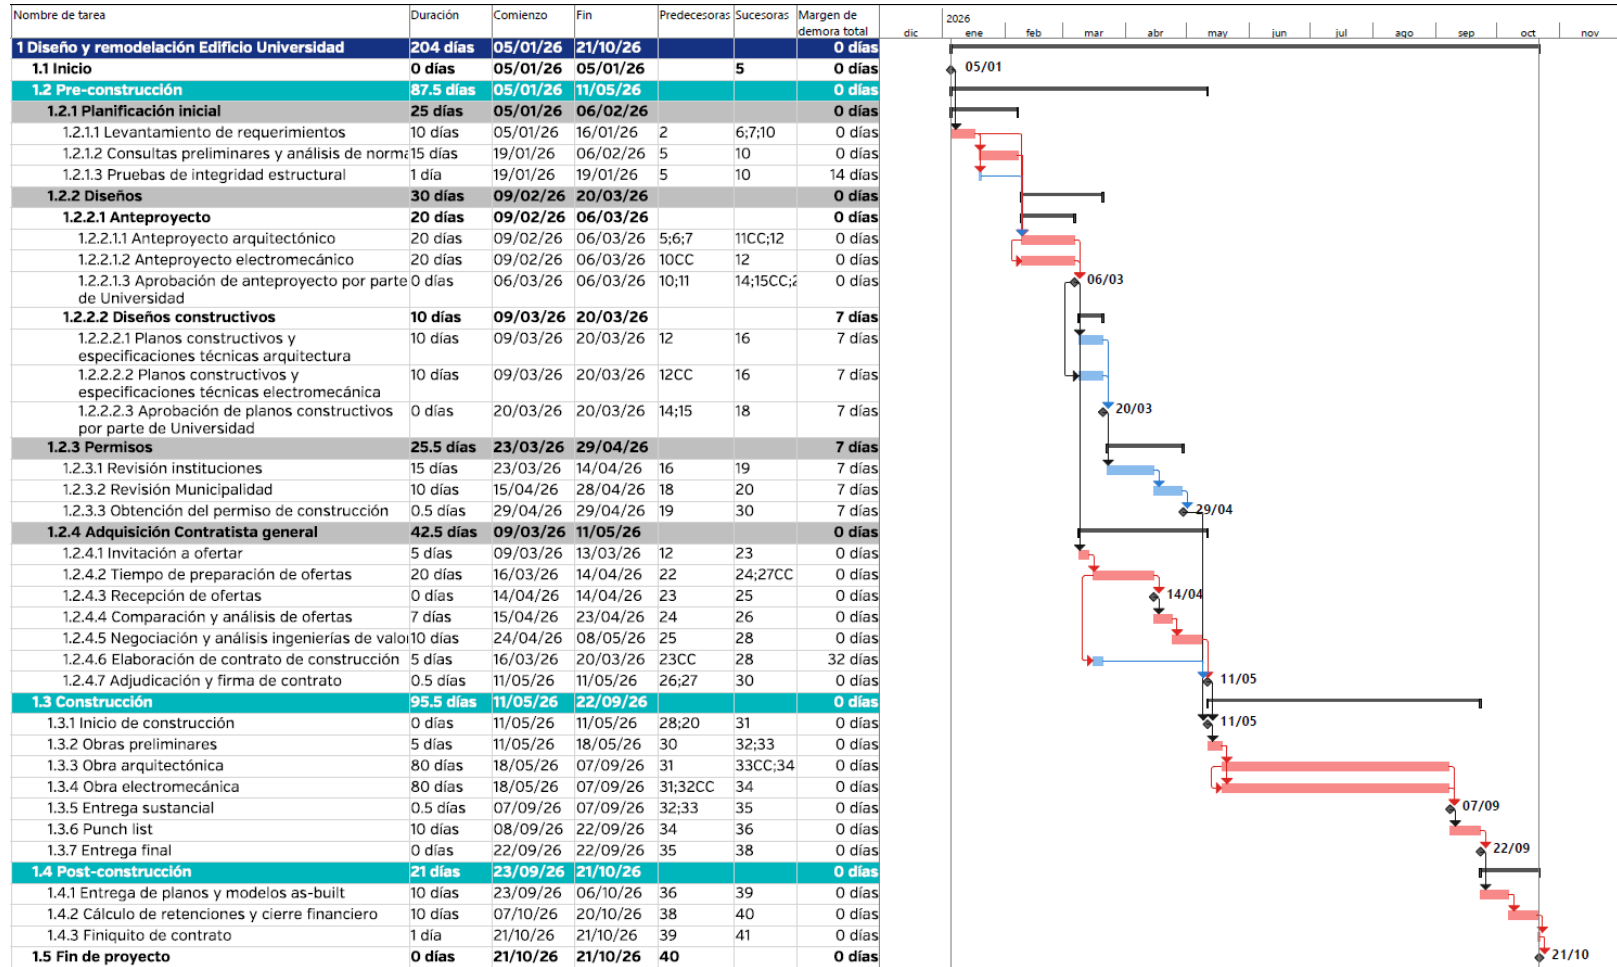 Nombre de tarea Duración Comienzo Fin Predecesoras Sucesoras Margen de demora total
2026
dic ene feb mar abr may jun jul ago sep oct nov
1 Diseño y remodelación Edificio Universidad 204 días 05/01/26 21/10/26 0 días
1.1 Inicio 0 días 05/01/26 05/01/26 5 0 días 05/01
1.2 Pre-construcción 87.5 días 05/01/26 11/05/26 0 días
1.2.1 Planificación inicial 25 días 05/01/26 06/02/26 0 días
1.2.1.1 Levantamiento de requerimientos 10 días 05/01/26 16/01/26 2 6;7;10 0 días
1.2.1.2 Consultas preliminares y análisis de norma 15 días 19/01/26 06/02/26 5 10 0 días
1.2.1.3 Pruebas de integridad estructural 1 día 19/01/26 19/01/26 5 10 14 días
1.2.2 Diseños 30 días 09/02/26 20/03/26 0 días
1.2.2.1 Anteproyecto 20 días 09/02/26 06/03/26 0 días
1.2.2.1.1 Anteproyecto arquitectónico 20 días 09/02/26 06/03/26 5;6;7 11CC;12 0 días
1.2.2.1.2 Anteproyecto electromecánico 20 días 09/02/26 06/03/26 10CC 12 0 días
1.2.2.1.3 Aprobación de anteproyecto por parte 0 días 06/03/26 06/03/26 10;11 14;15CC;2 0 días 06/03
de Universidad
1.2.2.2 Diseños constructivos 10 días 09/03/26 20/03/26 7 días
1.2.2.2.1 Planos constructivos y 10 días 09/03/26 20/03/26 12 16 7 días
especificaciones técnicas arquitectura
1.2.2.2.2 Planos constructivos y 10 días 09/03/26 20/03/26 12CC 16 7 días
especificaciones técnicas electromecánica
1.2.2.2.3 Aprobación de planos constructivos 0 días 20/03/26 20/03/26 14;15 18 7 días 20/03
por parte de Universidad
1.2.3 Permisos 25.5 días 23/03/26 29/04/26 7 días
1.2.3.1 Revisión instituciones 15 días 23/03/26 14/04/26 16 19 7 días
1.2.3.2 Revisión Municipalidad 10 días 15/04/26 28/04/26 18 20 7 días
1.2.3.3 Obtención del permiso de construcción 0.5 días 29/04/26 29/04/26 19 30 7 días 29/04
1.2.4 Adquisición Contratista general 42.5 días 09/03/26 11/05/26 0 días
1.2.4.1 Invitación a ofertar 5 días 09/03/26 13/03/26 12 23 0 días
1.2.4.2 Tiempo de preparación de ofertas 20 días 16/03/26 14/04/26 22 24;27CC 0 días
1.2.4.3 Recepción de ofertas 0 días 14/04/26 14/04/26 23 25 0 días 14/04
1.2.4.4 Comparación y análisis de ofertas 7 días 15/04/26 23/04/26 24 26 0 días
1.2.4.5 Negociación y análisis ingenierías de valor 10 días 24/04/26 08/05/26 25 28 0 días
1.2.4.6 Elaboración de contrato de construcción 5 días 16/03/26 20/03/26 23CC 28 32 días
1.2.4.7 Adjudicación y firma de contrato 0.5 días 11/05/26 11/05/26 26;27 30 0 días 11/05
1.3 Construcción 95.5 días 11/05/26 22/09/26 0 días
1.3.1 Inicio de construcción 0 días 11/05/26 11/05/26 28;20 31 0 días 11/05
1.3.2 Obras preliminares 5 días 11/05/26 18/05/26 30 32;33 0 días
1.3.3 Obra arquitectónica 80 días 18/05/26 07/09/26 31 33CC;34 0 días
1.3.4 Obra electromecánica 80 días 18/05/26 07/09/26 31;32CC 34 0 días
1.3.5 Entrega sustancial 0.5 días 07/09/26 07/09/26 32;33 35 0 días 07/09
1.3.6 Punch list 10 días 08/09/26 22/09/26 34 36 0 días
1.3.7 Entrega final 0 días 22/09/26 22/09/26 35 38 0 días 22/09
1.4 Post-construcción 21 días 23/09/26 21/10/26 0 días
1.4.1 Entrega de planos y modelos as-built 10 días 23/09/26 06/10/26 36 39 0 días
1.4.2 Cálculo de retenciones y cierre financiero 10 días 07/10/26 20/10/26 38 40 0 días
1.4.3 Finiquito de contrato 1 día 21/10/26 21/10/26 39 41 0 días
1.5 Fin de proyecto 0 días 21/10/26 21/10/26 40 0 días 21/10